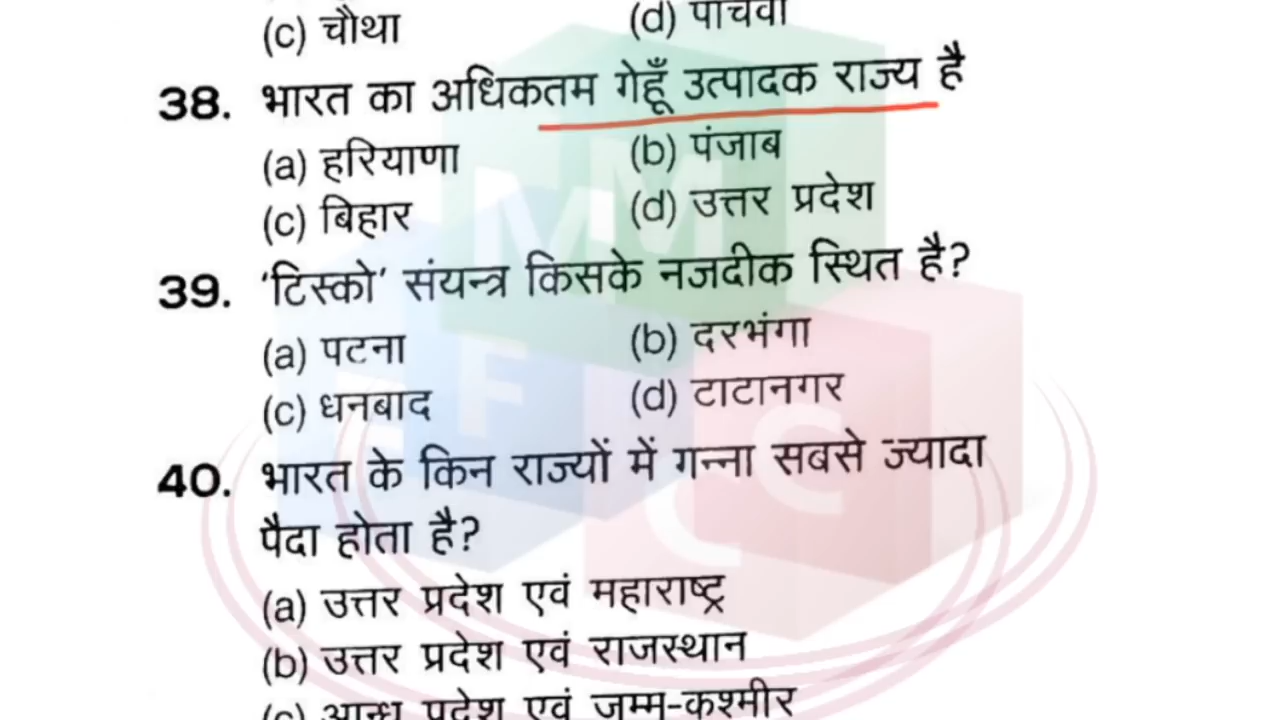 (c) चौथा (d) पाचवा
38. भारत का अधिकतम गेहूँ उत्पादक राज्य है
(a) हरियाणा (b) पंजाब
(c) बिहार (d) उत्तर प्रदेश
39. ‘टिस्को’ संयन्त्र किसके नजदीक स्थित है?
(a) पटना (b) दरभंगा
(c) धनबाद (d) टाटानगर
40. भारत के किन राज्यों में गन्ना सबसे ज्यादा
पैदा होता है?
(a) उत्तर प्रदेश एवं महाराष्ट्र
(b) उत्तर प्रदेश एवं राजस्थान
(c) आन्ध्र प्रदेश एवं जम्मू-कश्मीर